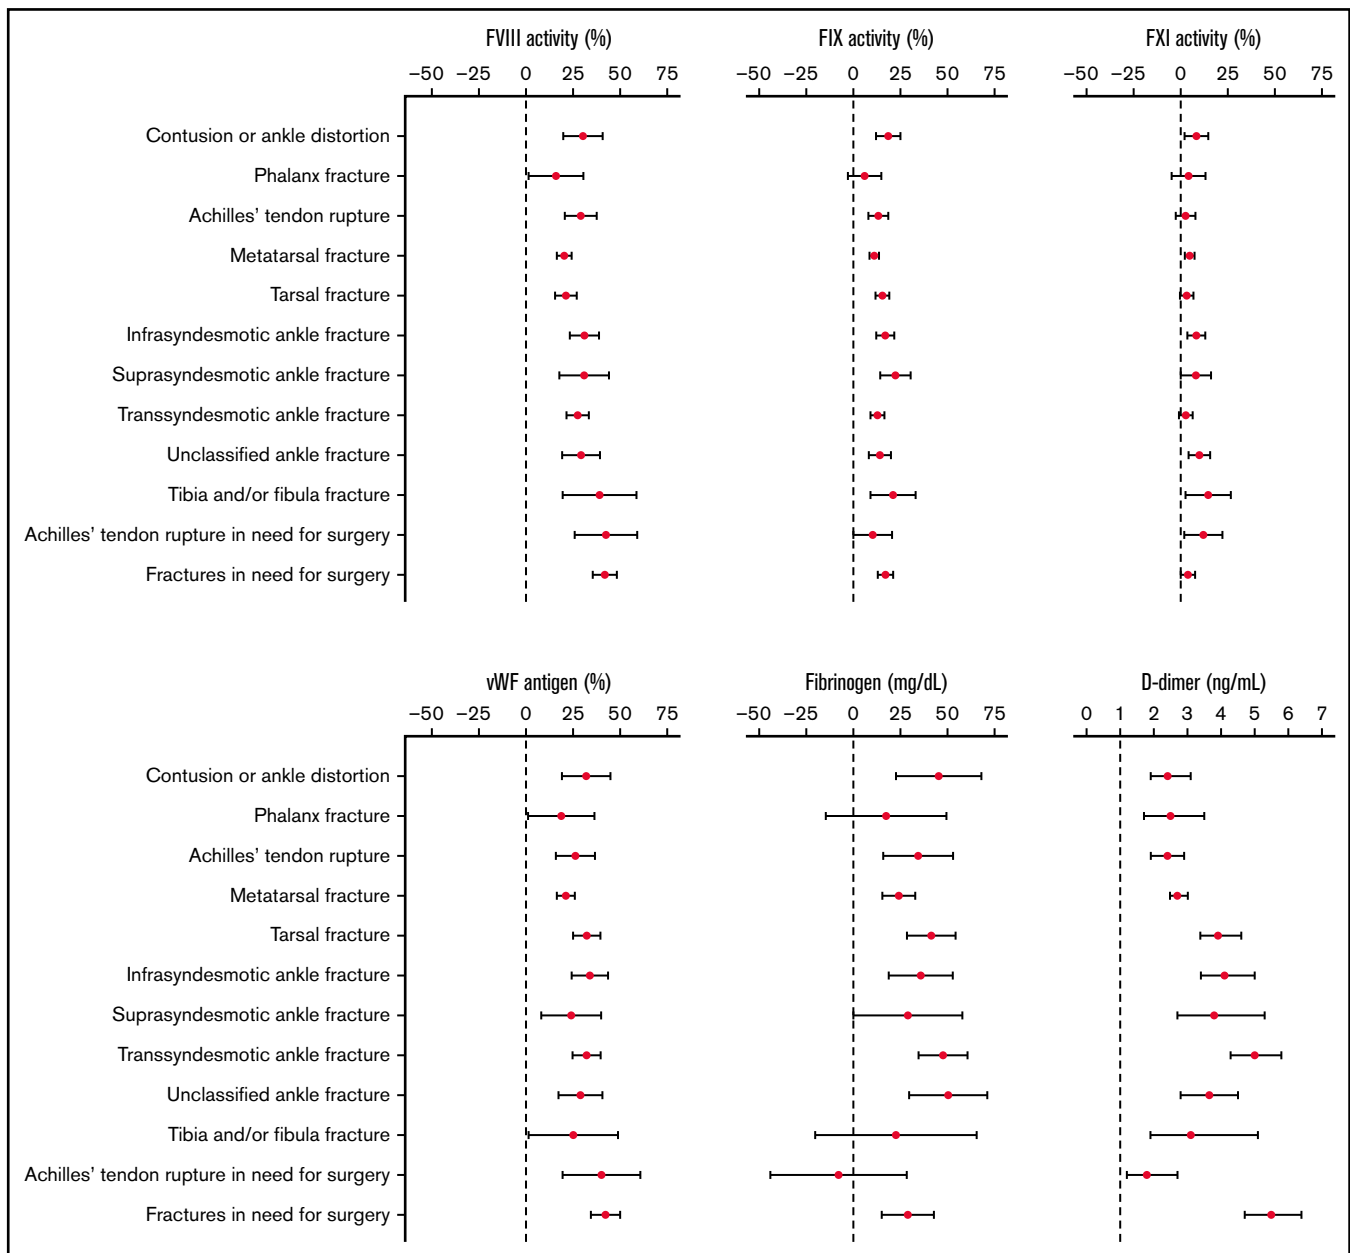 FVIII activity (%) FIX activity (%) FXI activity (%)
−50 −25 0 25 50 75 −50 −25 0 25 50 75 −50 −25 0 25 50 75
Contusion or ankle distortion
Phalanx fracture
Achilles’ tendon rupture
Metatarsal fracture
Tarsal fracture
Infrasyndesmotic ankle fracture
Suprasyndesmotic ankle fracture
Transsyndesmotic ankle fracture
Unclassified ankle fracture
Tibia and/or fibula fracture
Achilles’ tendon rupture in need for surgery
Fractures in need for surgery
vWF antigen (%) Fibrinogen (mg/dL) D-dimer (ng/mL)
−50 −25 0 25 50 75 −50 −25 0 25 50 75 0 1 2 3 4 5 6 7
Contusion or ankle distortion
Phalanx fracture
Achilles’ tendon rupture
Metatarsal fracture
Tarsal fracture
Infrasyndesmotic ankle fracture
Suprasyndesmotic ankle fracture
Transsyndesmotic ankle fracture
Unclassified ankle fracture
Tibia and/or fibula fracture
Achilles’ tendon rupture in need for surgery
Fractures in need for surgery